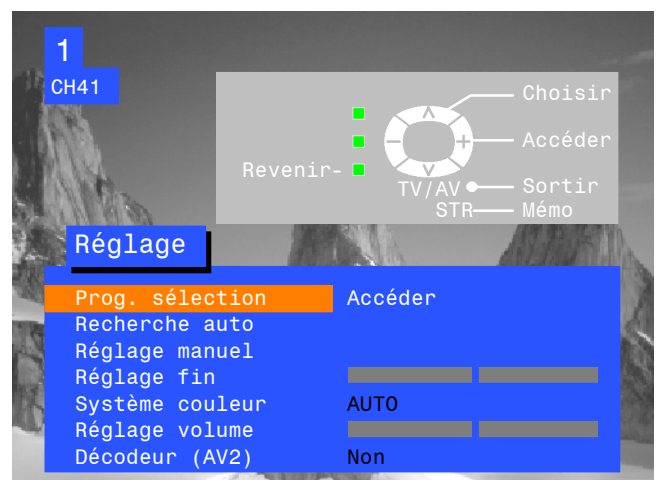 1
CH41
Choisir
Accéder
Revenir-
TV/AV
Sortir
STR
Mémo
Réglage
Prog. sélection Accéder
Recherche auto
Réglage manuel
Réglage fin
Système couleur AUTO
Réglage volume
Décodeur (AV2) Non